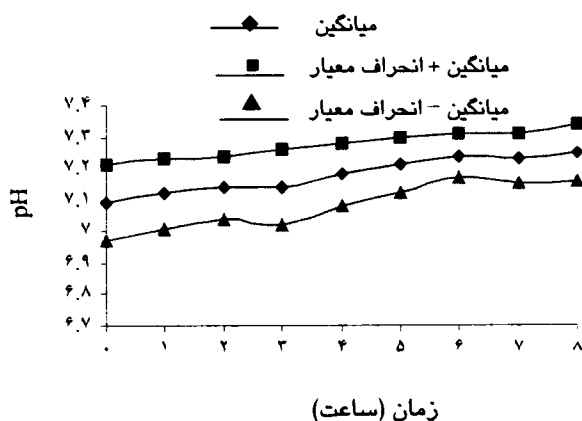 میانگین
میانگین + انحراف معیار
میانگین - انحراف معیار
pH
۷.۴
۷.۳
۷.۲
۷.۱
۷
۶.۹
۶.۸
۶.۷
۰ ۱ ۲ ۳ ۴ ۵ ۶ ۷ ۸
زمان (ساعت)